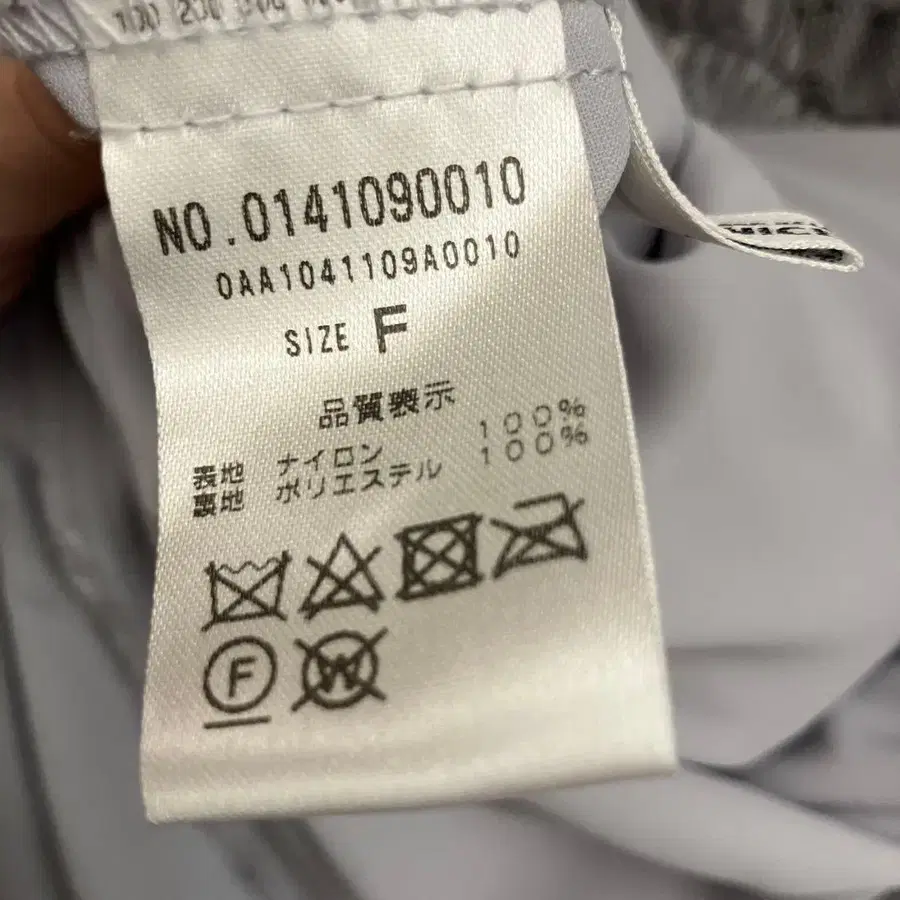 NO.0141090010
0AA1041109A0010
SIZE F
品質表示
表地 ナイロン 100%
裏地 ポリエステル 100%
F
W